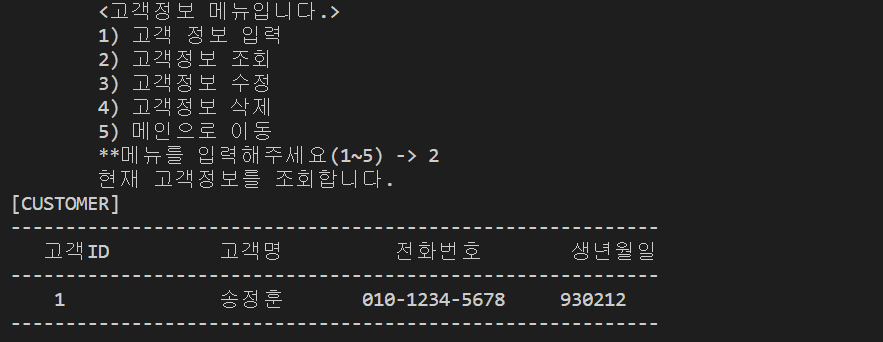 <고객정보 메뉴입니다.>
1) 고객 정보 입력
2) 고객정보 조회
3) 고객정보 수정
4) 고객정보 삭제
5) 메인으로 이동
**메뉴를 입력해주세요(1~5) -> 2
현재 고객정보를 조회합니다.
[CUSTOMER]
-----------------------------------------------------------
고객ID 고객명 전화번호 생년월일
-----------------------------------------------------------
1 송정훈 010-1234-5678 930212
-----------------------------------------------------------